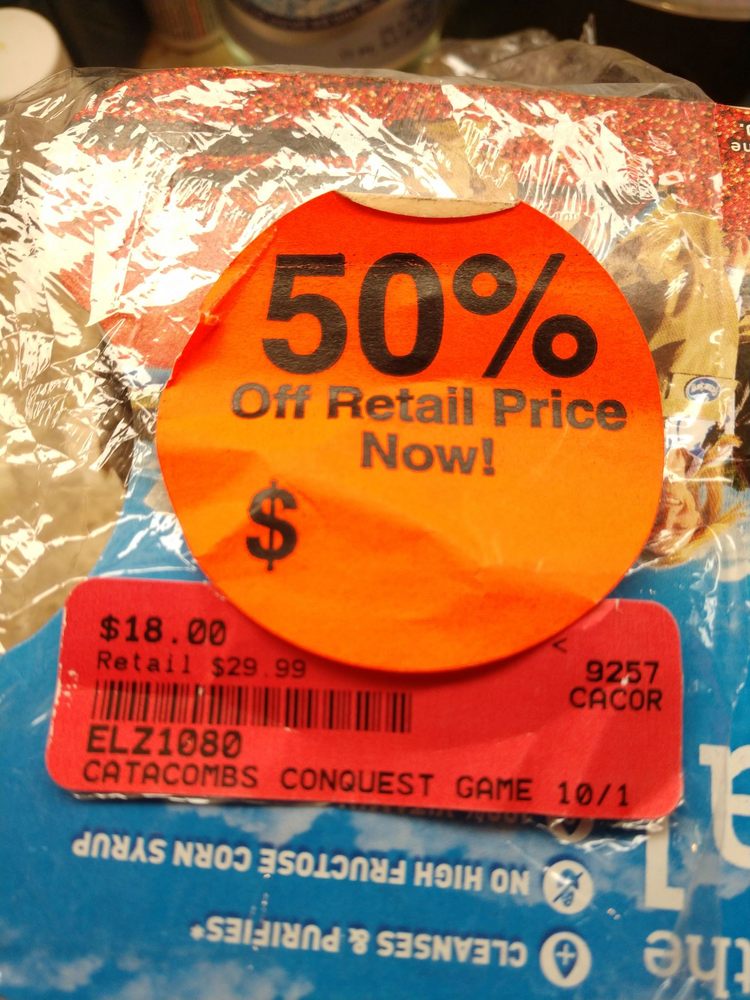 50%
Off Retail Price
Now!
$
$18.00
Retail $29.99
<
9257
CACOR
ELZ1080
CATACOMBS CONQUEST GAME 10/1
NO HIGH FRUCTOSE CORN SYRUP
CLEANSES & PURIFIES*
the